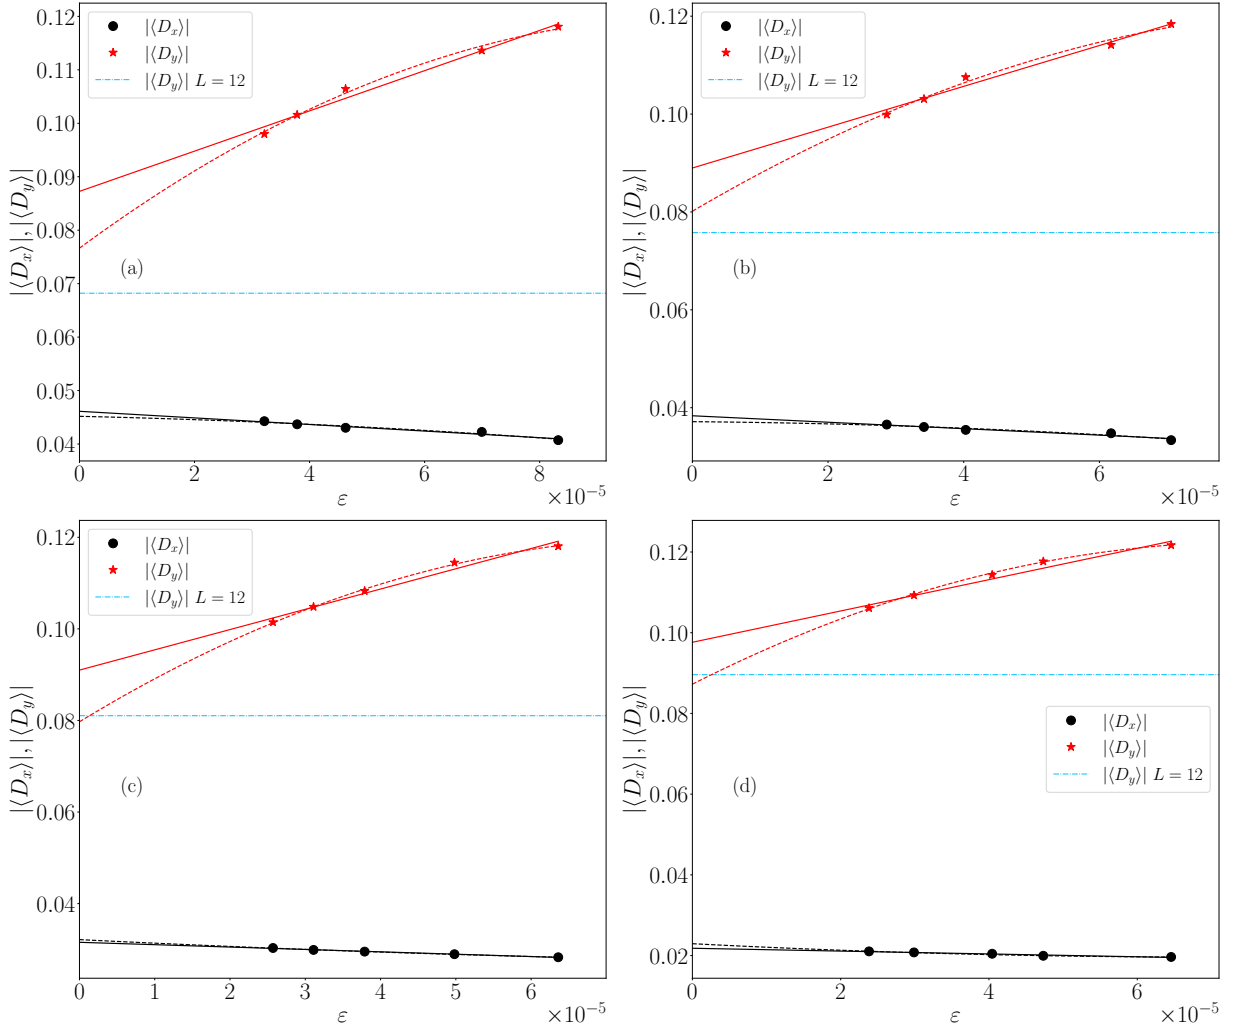 |⟨D_x⟩|, |⟨D_y⟩|
0.12
0.11
0.10
0.09
0.08
0.07
0.06
0.05
0.04
|⟨D_x⟩|
|⟨D_y⟩|
|⟨D_y⟩| L = 12
(a)
0 2 4 6 8
ε
×10⁻⁵
|⟨D_x⟩|, |⟨D_y⟩|
0.12
0.10
0.08
0.06
0.04
|⟨D_x⟩|
|⟨D_y⟩|
|⟨D_y⟩| L = 12
(b)
0 2 4 6
ε
×10⁻⁵
|⟨D_x⟩|, |⟨D_y⟩|
0.12
0.10
0.08
0.06
0.04
|⟨D_x⟩|
|⟨D_y⟩|
|⟨D_y⟩| L = 12
(c)
0 1 2 3 4 5 6
ε
×10⁻⁵
|⟨D_x⟩|, |⟨D_y⟩|
0.12
0.10
0.08
0.06
0.04
0.02
|⟨D_x⟩|
|⟨D_y⟩|
|⟨D_y⟩| L = 12
(d)
0 2 4 6
ε
×10⁻⁵